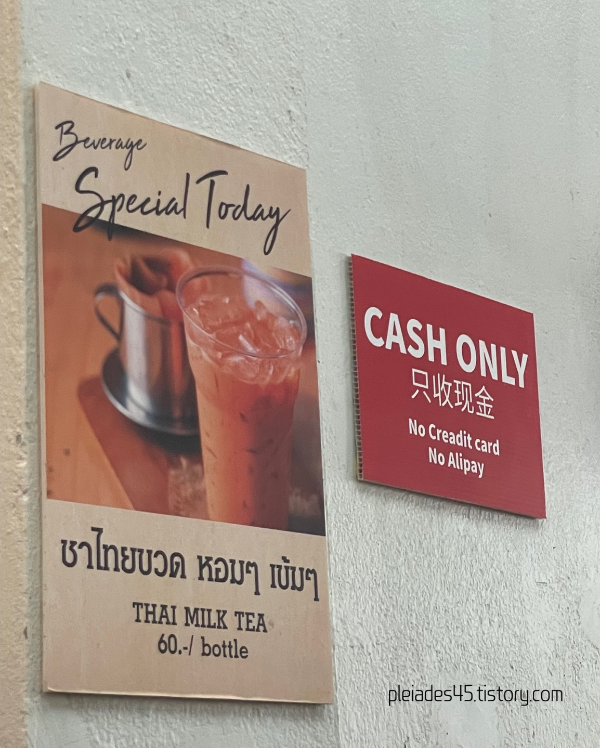 Beverage
Special Today
ชาไทยขวด หอมๆ เข้มๆ
THAI MILK TEA
60.-/ bottle
CASH ONLY
只收现金
No Creadit card
No Alipay
pleiades45.tistory.com